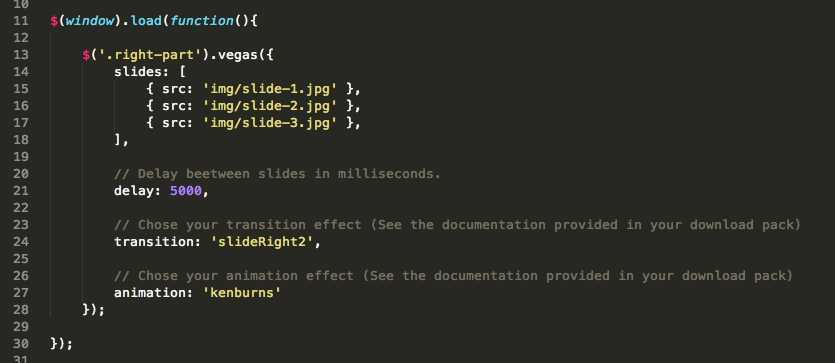 10
11 $(window).load(function(){
12
13 $('.right-part').vegas({
14 slides: [
15 { src: 'img/slide-1.jpg' },
16 { src: 'img/slide-2.jpg' },
17 { src: 'img/slide-3.jpg' },
18 ],
19
20 // Delay beetween slides in milliseconds.
21 delay: 5000,
22
23 // Chose your transition effect (See the documentation provided in your download pack)
24 transition: 'slideRight2',
25
26 // Chose your animation effect (See the documentation provided in your download pack)
27 animation: 'kenburns'
28 });
29
30 });
31